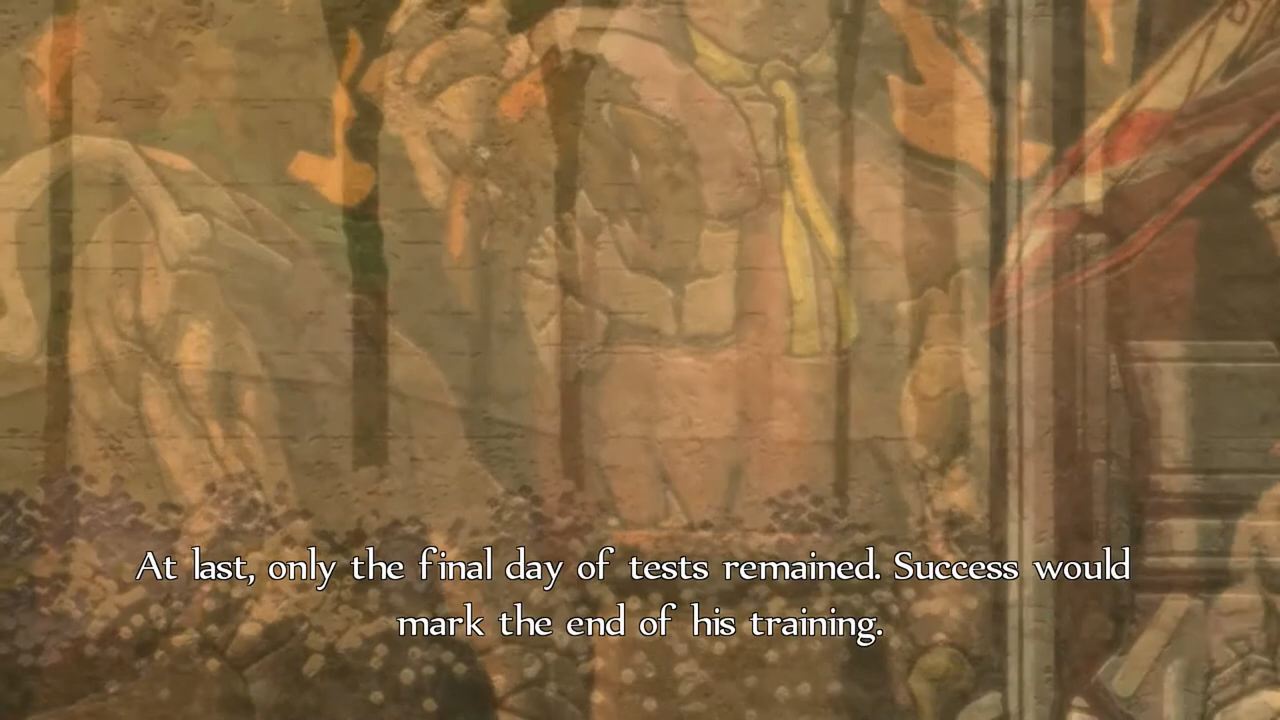 At last, only the final day of tests remained. Success would
mark the end of his training.